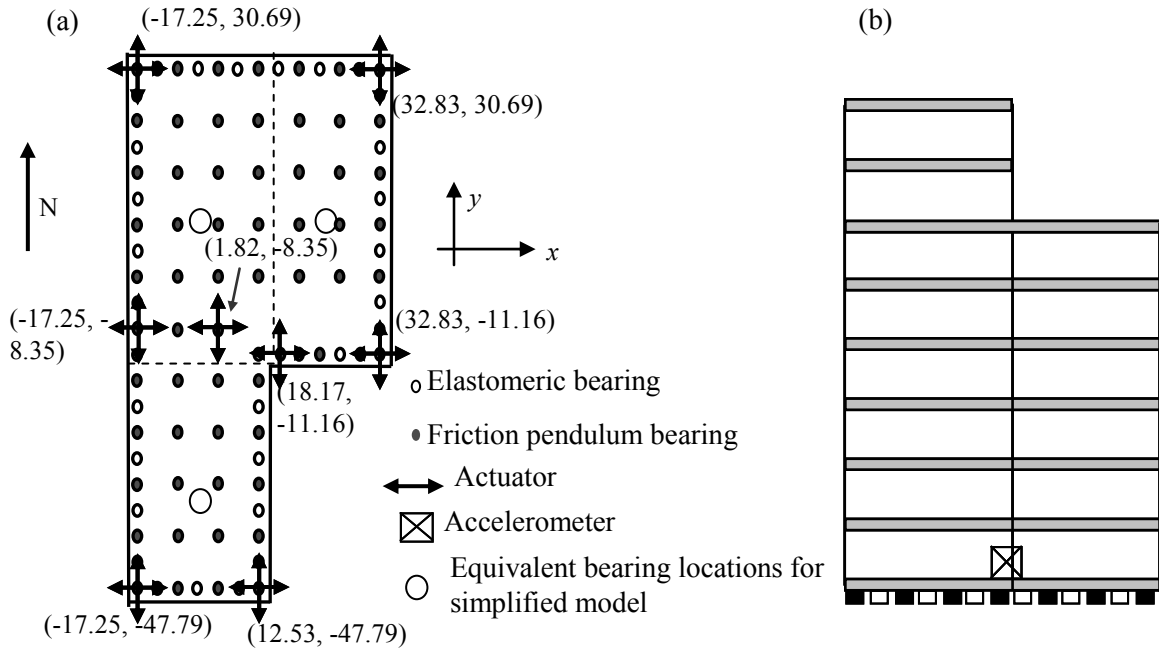 (a)
(-17.25, 30.69)
(b)
(32.83, 30.69)
N
y
x
(1.82, -8.35)
(-17.25, -
8.35)
(32.83, -11.16)
(18.17,
-11.16)
Elastomeric bearing
Friction pendulum bearing
Actuator
Accelerometer
Equivalent bearing locations for
simplified model
(-17.25, -47.79)
(12.53, -47.79)